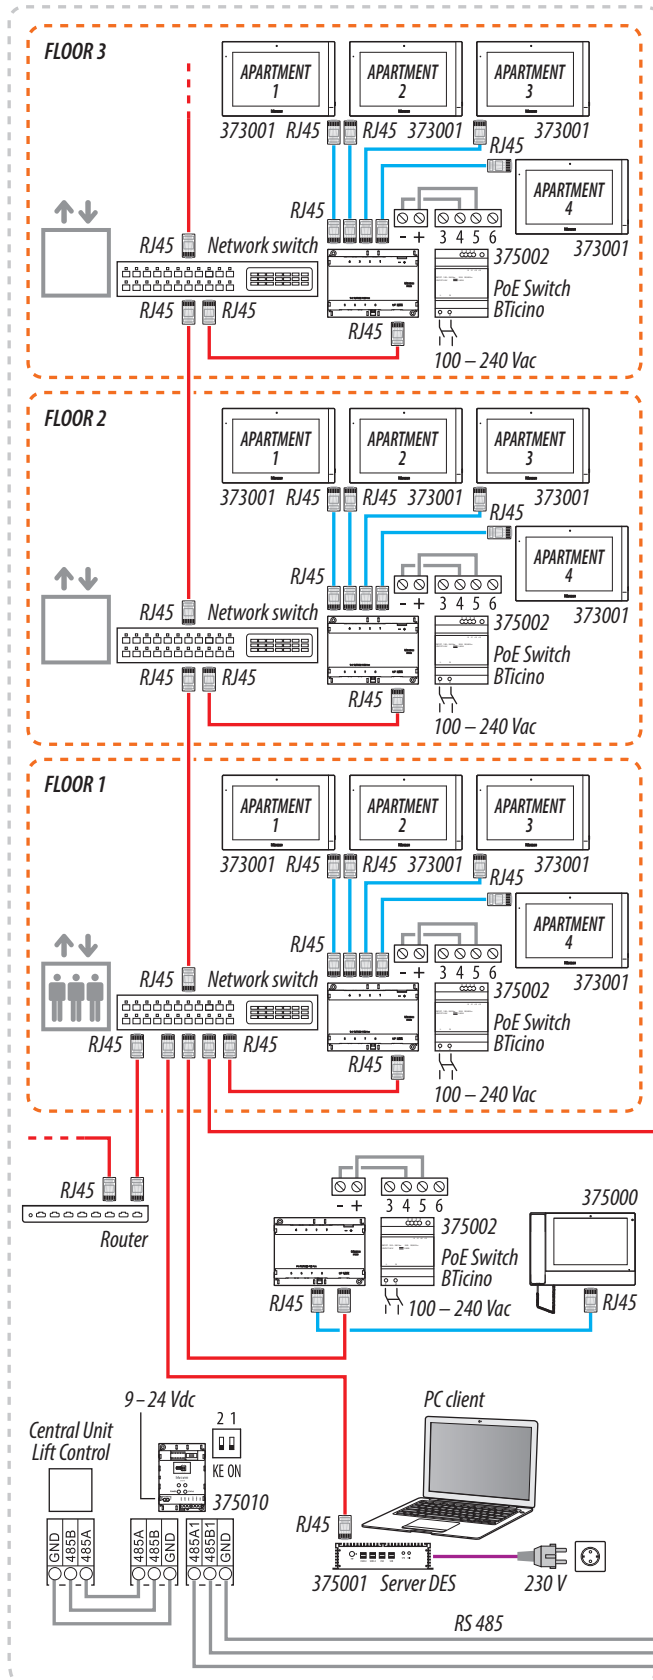 FLOOR 3
APARTMENT
1
APARTMENT
2
APARTMENT
3
373001 RJ45 RJ45 373001 373001
RJ45
APARTMENT
4
373001
RJ45
- + 3 4 5 6
RJ45 Network switch
375002
PoE Switch
BTicino
RJ45 RJ45 RJ45
100 – 240 Vac
FLOOR 2
APARTMENT
1
APARTMENT
2
APARTMENT
3
373001 RJ45 RJ45 373001 373001
RJ45
APARTMENT
4
373001
RJ45
- + 3 4 5 6
RJ45 Network switch
375002
PoE Switch
BTicino
RJ45 RJ45 RJ45
100 – 240 Vac
FLOOR 1
APARTMENT
1
APARTMENT
2
APARTMENT
3
373001 RJ45 RJ45 373001 373001
RJ45
APARTMENT
4
373001
RJ45
- + 3 4 5 6
RJ45 Network switch
375002
PoE Switch
BTicino
RJ45 RJ45 RJ45
100 – 240 Vac
RJ45
Router
- + 3 4 5 6
375002
PoE Switch
BTicino
375000
RJ45
100 – 240 Vac
RJ45
9 – 24 Vdc
Central Unit
Lift Control
2 1
KE ON
375010
PC client
RJ45
GND
485B
485A
485A
485B
GND
485A1
485B1
GND
375001 Server DES
230 V
RS 485